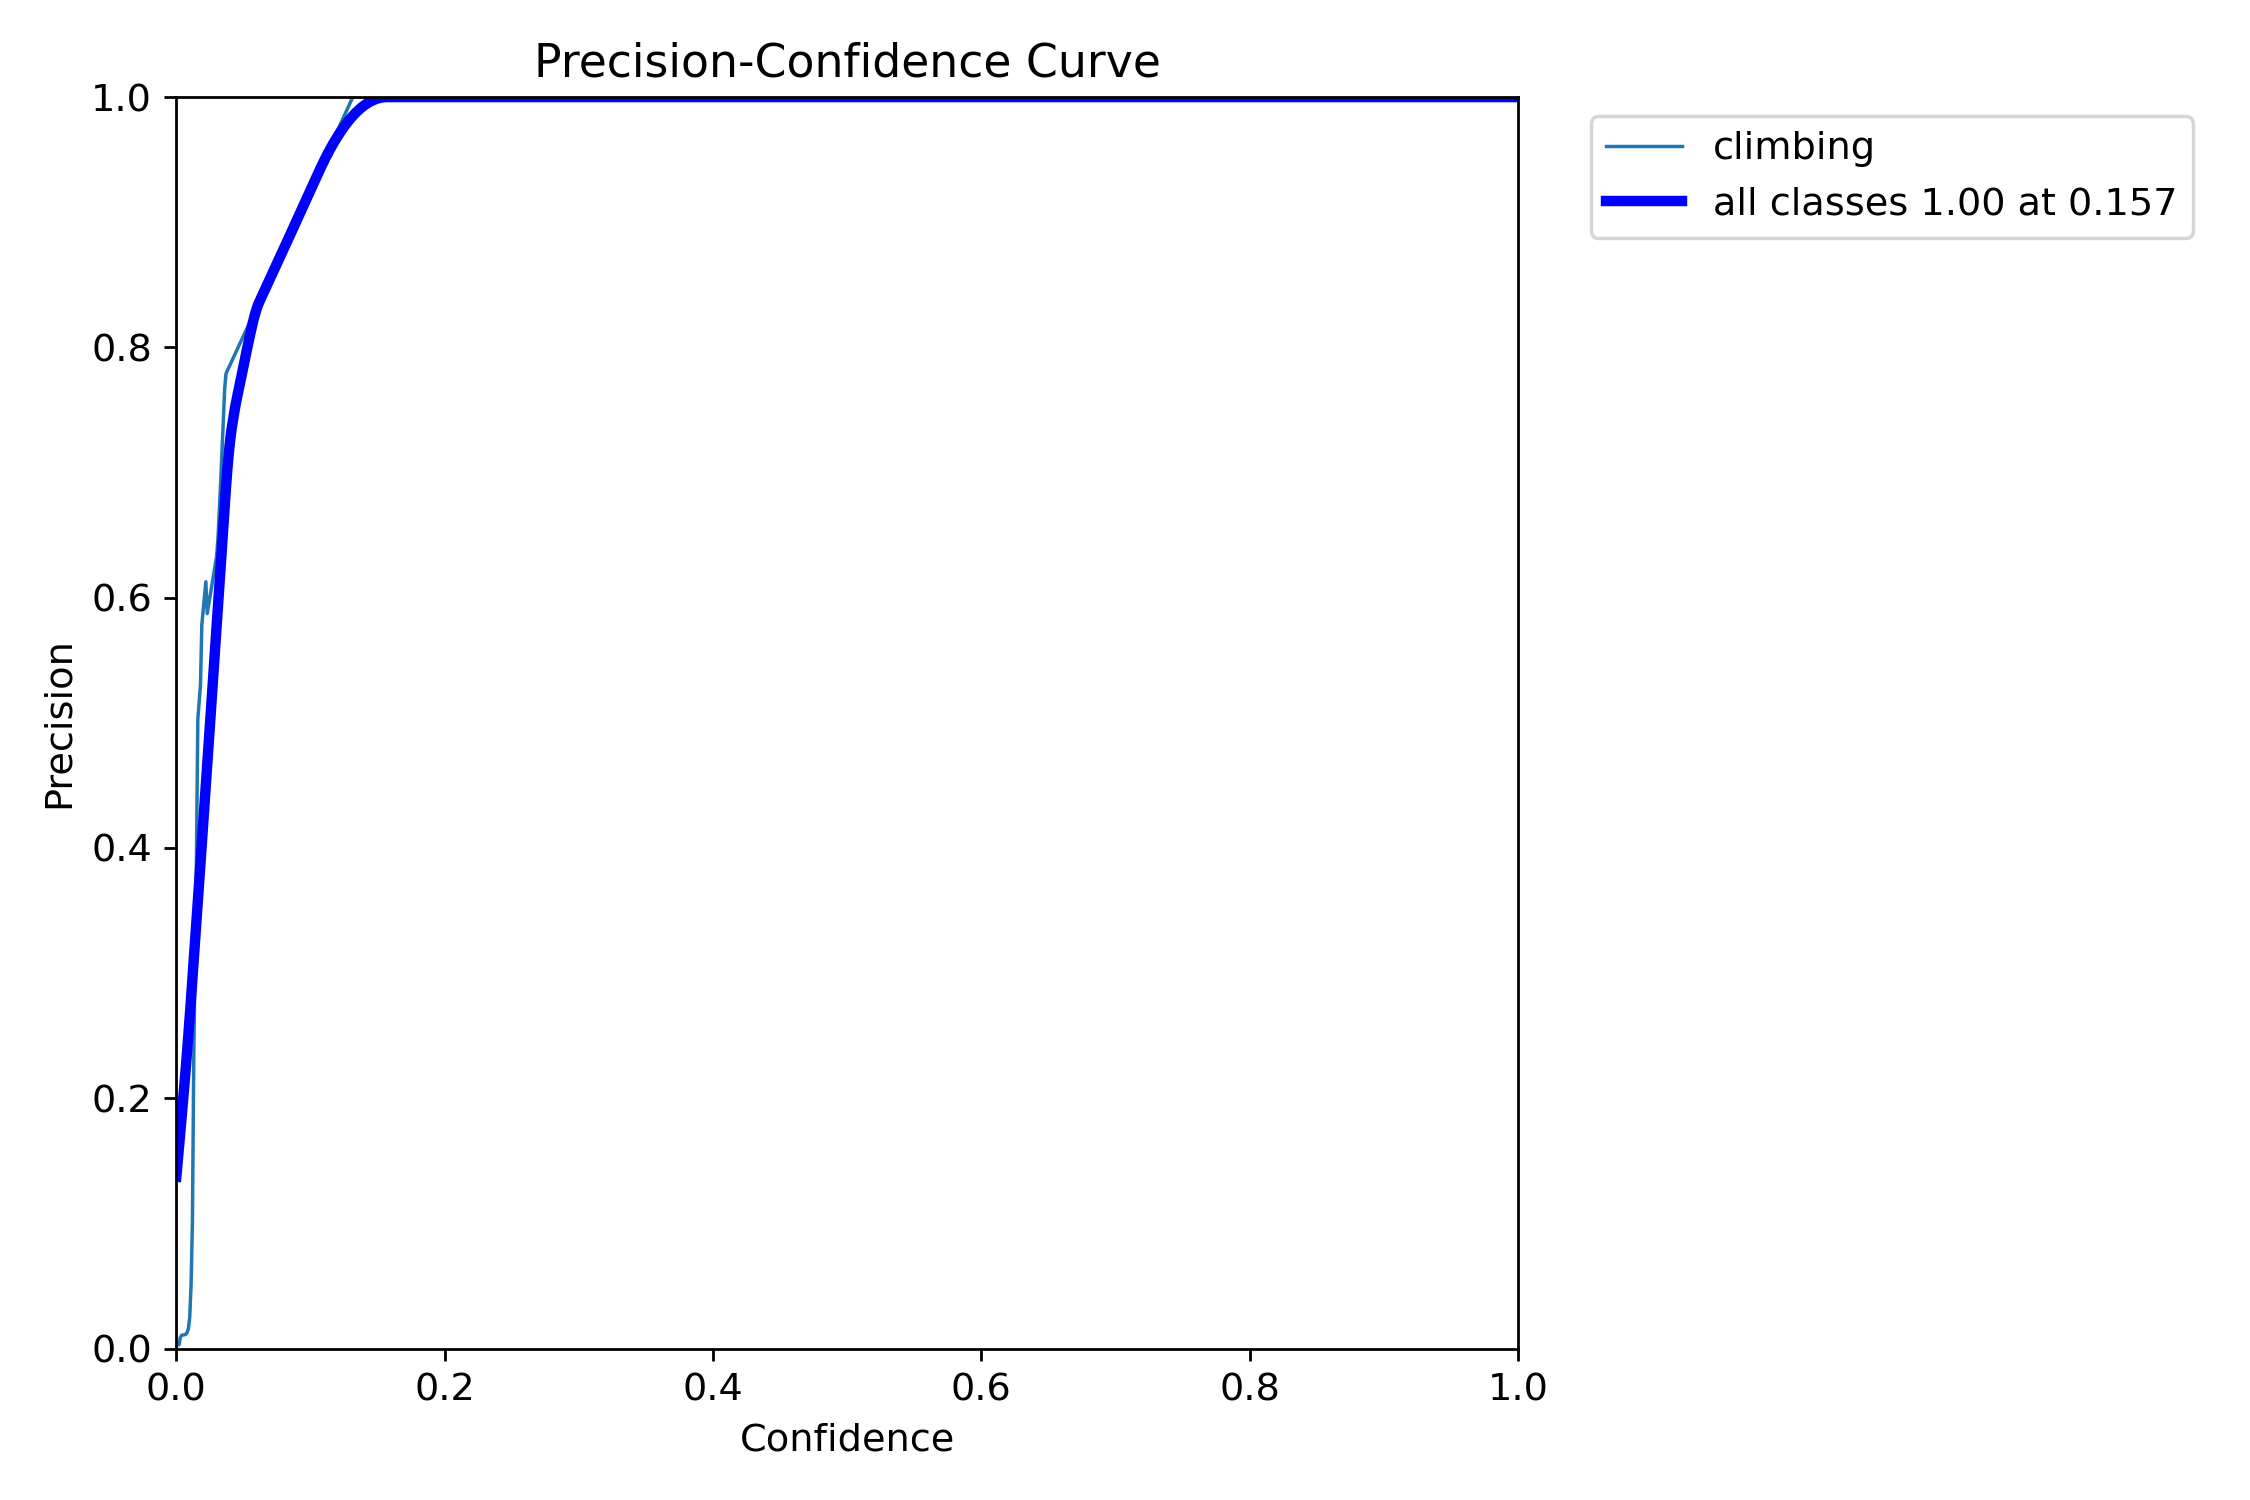 Precision-Confidence Curve
climbing
all classes 1.00 at 0.157
Precision
1.0
0.8
0.6
0.4
0.2
0.0
0.0 0.2 0.4 0.6 0.8 1.0
Confidence